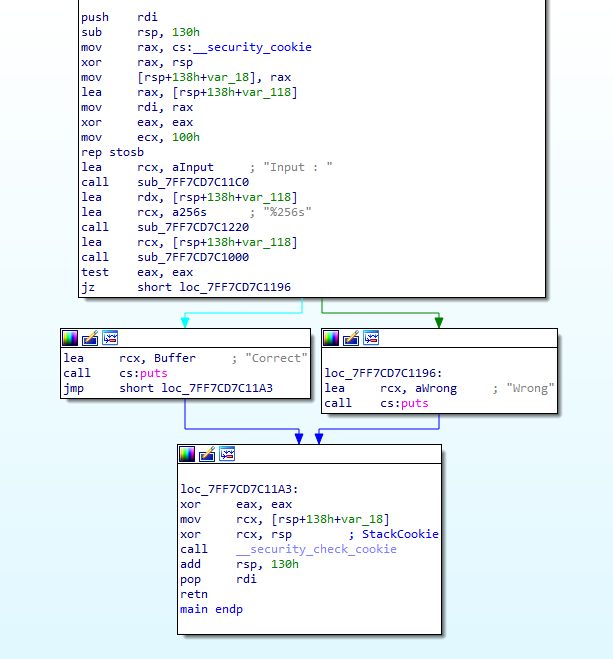 push    rdi
sub     rsp, 130h
mov     rax, cs:__security_cookie
xor     rax, rsp
mov     [rsp+138h+var_18], rax
lea     rax, [rsp+138h+var_118]
mov     rdi, rax
xor     eax, eax
mov     ecx, 100h
rep stosb
lea     rcx, aInput     ; "Input : "
call    sub_7FF7CD7C11C0
lea     rdx, [rsp+138h+var_118]
lea     rcx, a256s      ; "%256s"
call    sub_7FF7CD7C1220
lea     rcx, [rsp+138h+var_118]
call    sub_7FF7CD7C1000
test    eax, eax
jz      short loc_7FF7CD7C1196
lea     rcx, Buffer     ; "Correct"
call    cs:puts
jmp     short loc_7FF7CD7C11A3
loc_7FF7CD7C1196:
lea     rcx, aWrong     ; "Wrong"
call    cs:puts
loc_7FF7CD7C11A3:
xor     eax, eax
mov     rcx, [rsp+138h+var_18]
xor     rcx, rsp        ; StackCookie
call    __security_check_cookie
add     rsp, 130h
pop     rdi
retn
main endp